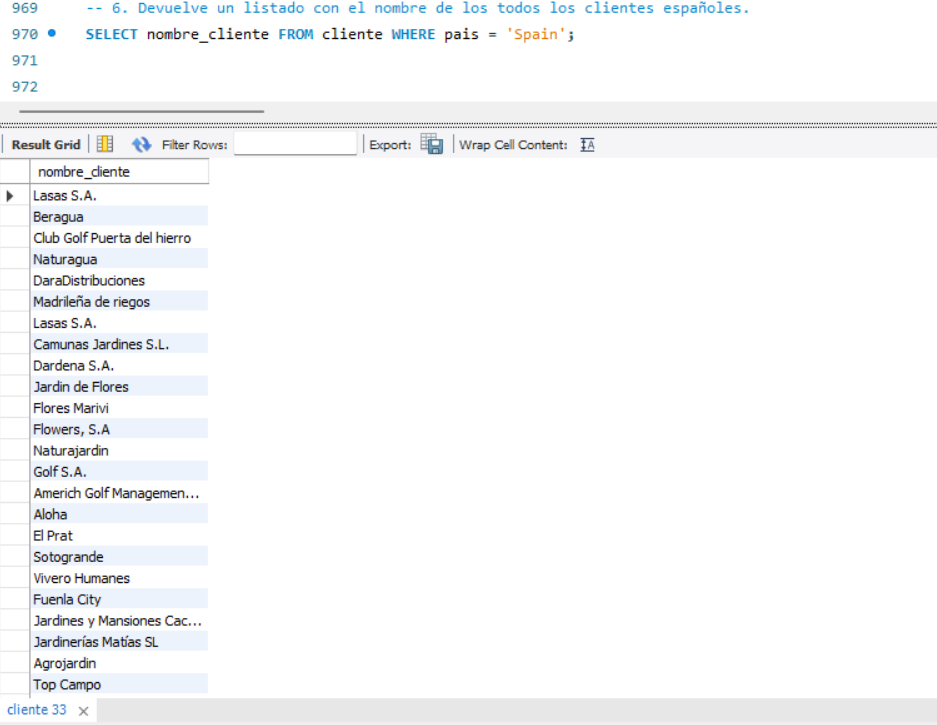 969 -- 6. Devuelve un listado con el nombre de los todos los clientes españoles.
970 SELECT nombre_cliente FROM cliente WHERE pais = 'Spain';
971
972
Result Grid Filter Rows: Export: Wrap Cell Content: IA
nombre_cliente
Lasas S.A.
Beragua
Club Golf Puerta del hierro
Naturagua
DaraDistribuciones
Madrileña de riegos
Lasas S.A.
Camunas Jardines S.L.
Dardena S.A.
Jardin de Flores
Flores Marivi
Flowers, S.A
Naturajardin
Golf S.A.
Americh Golf Managemen...
Aloha
El Prat
Sotogrande
Vivero Humanes
Fuenla City
Jardines y Mansiones Cac...
Jardinerías Matías SL
Agrojardin
Top Campo
cliente 33